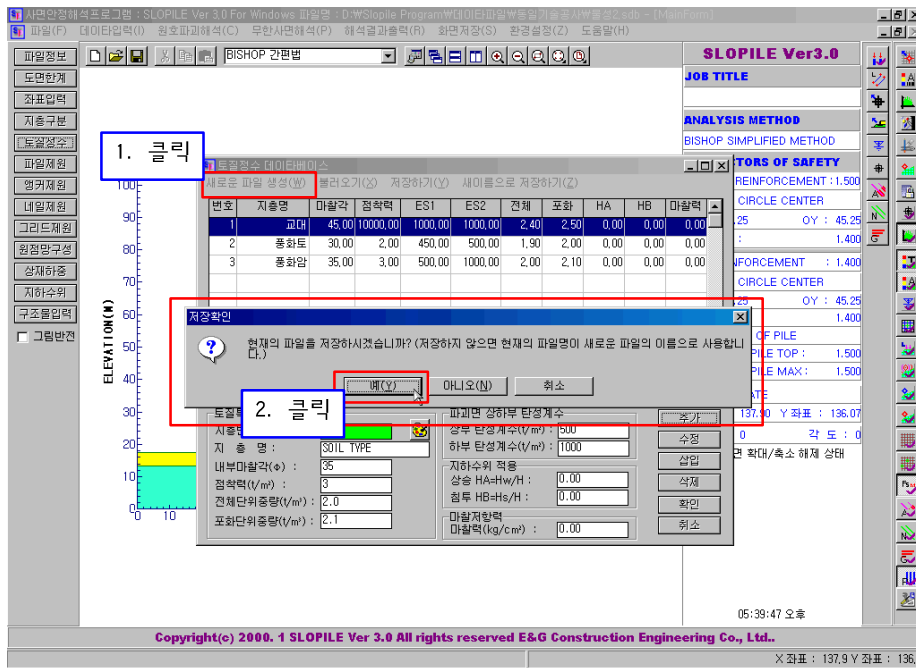 사면안정해석프로그램 : SLOPILE Ver 3,0 For Windows 파일명 : D:₩Slopile Program₩데이타파일₩동일기술공사₩물성2.sdb - [MainForm]
파일(F) 데이타입력(I) 원호파괴해석(C) 무한사면해석(P) 해석결과출력(R) 화면저장(S) 환경설정(Z) 도움말(H)
파일정보
도면한계
좌표입력
지층구분
토질정수
파일제원
앵커제원
네일제원
그리드제원
원점망구성
상재하중
지하수위
구조물입력
그림반전
BISHOP 간편법
1. 클릭
토질정수 데이타베이스
새로운 파일 생성(W) 불러오기(X) 저장하기(Y) 새이름으로 저장하기(Z)
번호 지층명 마찰각 점착력 ES1 ES2 전체 포화 HA HB 마찰력
1 교대 45,00 10000,00 1000,00 1000,00 2,40 2,50 0,00 0,00 0,00
2 풍화토 30,00 2,00 450,00 500,00 1,90 2,00 0,00 0,00 0,00
3 풍화암 35,00 3,00 500,00 1000,00 2,00 2,10 0,00 0,00 0,00
저장확인
현재의 파일을 저장하시겠습니까? (저장하지 않으면 현재의 파일명이 새로운 파일의 이름으로 사용합니
다.)
예(Y) 아니오(N) 취소
2. 클릭
지 층 명 : SOIL TYPE
내부마찰각(Φ) : 35
점착력(t/m²) : 3
전체단위중량(t/m³) : 2.0
포화단위중량(t/m³) : 2.1
파괴면 상하부 탄성계수
상부 탄성계수(t/m²) : 500
하부 탄성계수(t/m²) : 1000
지하수위 적용
상승 HA=Hw/H : 0.00
침투 HB=Hs/H : 0.00
마찰저항력
마찰력(kg/cm²) : 0.00
추가
수정
삽입
삭제
확인
취소
ELEVATION(M)
100
90
80
70
60
50
40
30
20
10
0
0 10
SLOPILE Ver3.0
JOB TITLE
ANALYSIS METHOD
BISHOP SIMPLIFIED METHOD
TORS OF SAFETY
REINFORCEMENT : 1.500
CIRCLE CENTER
.25 OY : 45.25
: 1.400
NFORCEMENT : 1.400
CIRCLE CENTER
.25 OY : 45.25
1.400
OF PILE
PILE TOP : 1.500
PILE MAX : 1.500
137.90 Y 좌표 : 136.07
0 각 도 : 0
면 확대/축소 해제 상태
05:39:47 오후
Copyright(c) 2000. 1 SLOPILE Ver 3.0 All rights reserved E&G Construction Engineering Co., Ltd..
X 좌표 : 137,9 Y 좌표 : 136,